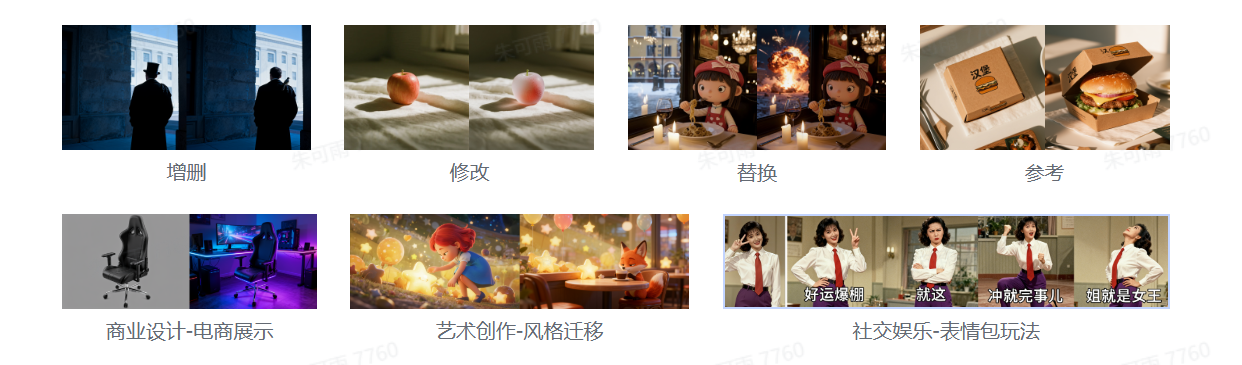 汉堡
汉堡
增删
修改
替换
参考
好运爆棚
就这
冲就完事儿
姐就是女王
商业设计-电商展示
艺术创作-风格迁移
社交娱乐-表情包玩法
朱可雨 7760